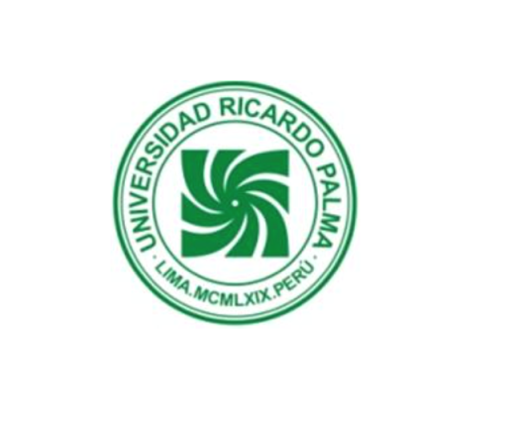 UNIVERSIDAD RICARDO PALMA
· LIMA.MCMLXIX.PERÚ ·